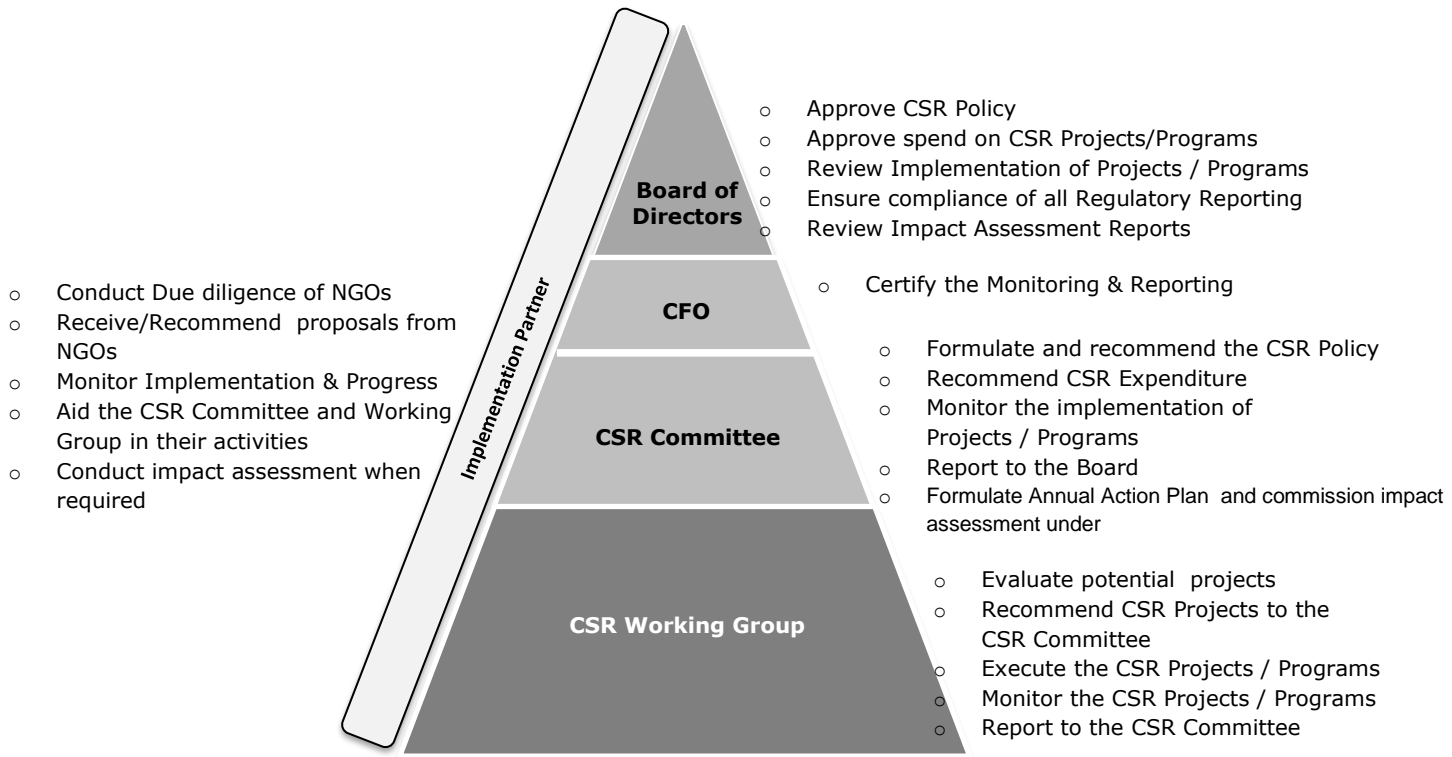 o Approve CSR Policy
o Approve spend on CSR Projects/Programs
o Review Implementation of Projects / Programs
o Ensure compliance of all Regulatory Reporting
o Review Impact Assessment Reports
Board of
Directors
o Certify the Monitoring & Reporting
CFO
o Formulate and recommend the CSR Policy
o Recommend CSR Expenditure
o Monitor the implementation of
Projects / Programs
o Report to the Board
o Formulate Annual Action Plan and commission impact
assessment under
CSR Committee
o Evaluate potential projects
o Recommend CSR Projects to the
CSR Committee
o Execute the CSR Projects / Programs
o Monitor the CSR Projects / Programs
o Report to the CSR Committee
CSR Working Group
Implementation Partner
o Conduct Due diligence of NGOs
o Receive/Recommend proposals from
NGOs
o Monitor Implementation & Progress
o Aid the CSR Committee and Working
Group in their activities
o Conduct impact assessment when
required